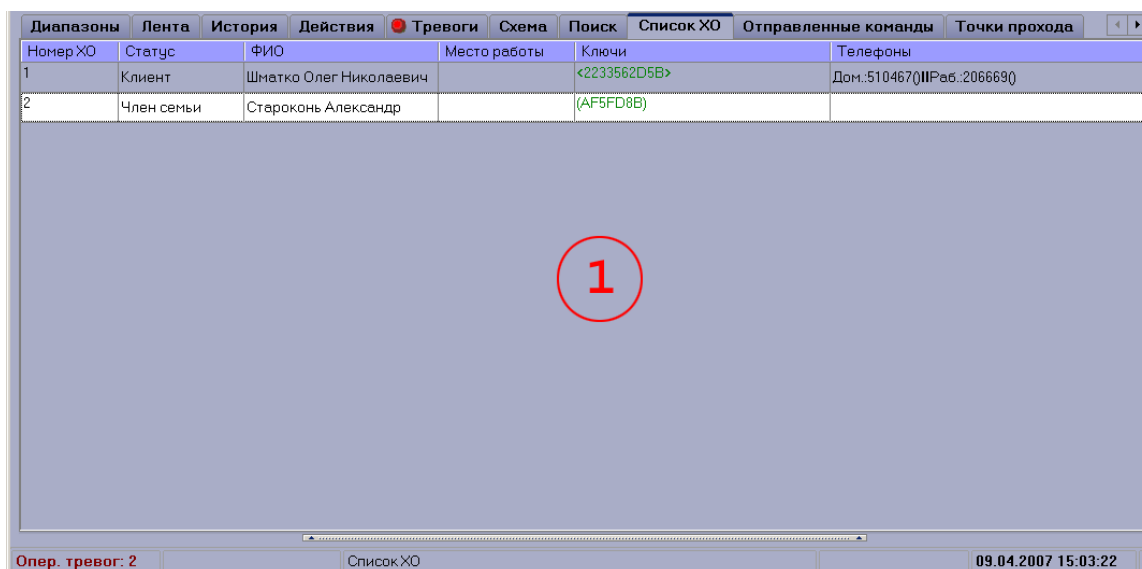 Диапазоны Лента История Действия Тревоги Схема Поиск Список ХО Отправленные команды Точки прохода
Номер ХО Статус ФИО Место работы Ключи Телефоны
1 Клиент Шматко Олег Николаевич <2233562D5B> Дом.:510467()IIРаб.:206669()
2 Член семьи Староконь Александр (AF5FD8B)
1
Опер. тревог: 2 Список ХО 09.04.2007 15:03:22